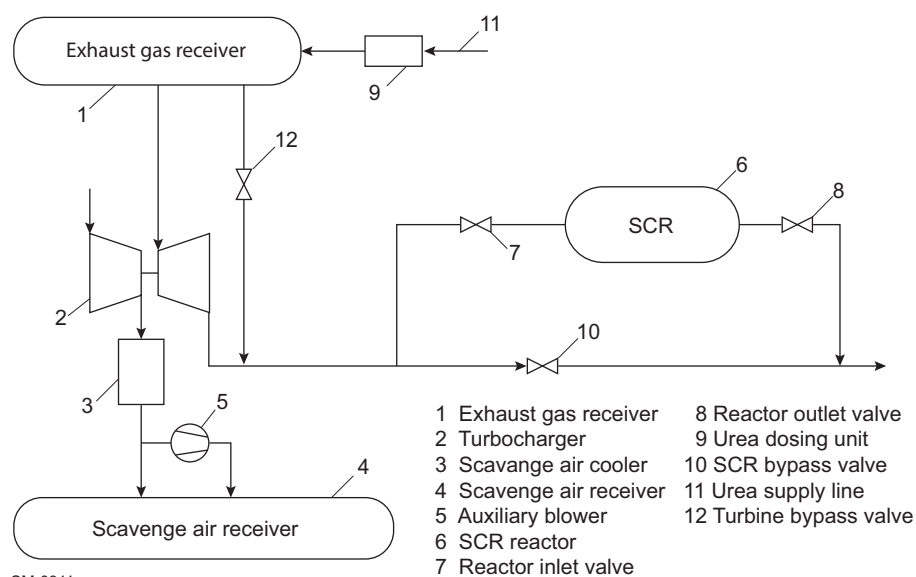 Exhaust gas receiver
11
9
1
12
6
8
SCR
7
2
10
3
5
4
Scavenge air receiver
1 Exhaust gas receiver
2 Turbocharger
3 Scavange air cooler
4 Scavenge air receiver
5 Auxiliary blower
6 SCR reactor
7 Reactor inlet valve
8 Reactor outlet valve
9 Urea dosing unit
10 SCR bypass valve
11 Urea supply line
12 Turbine bypass valve